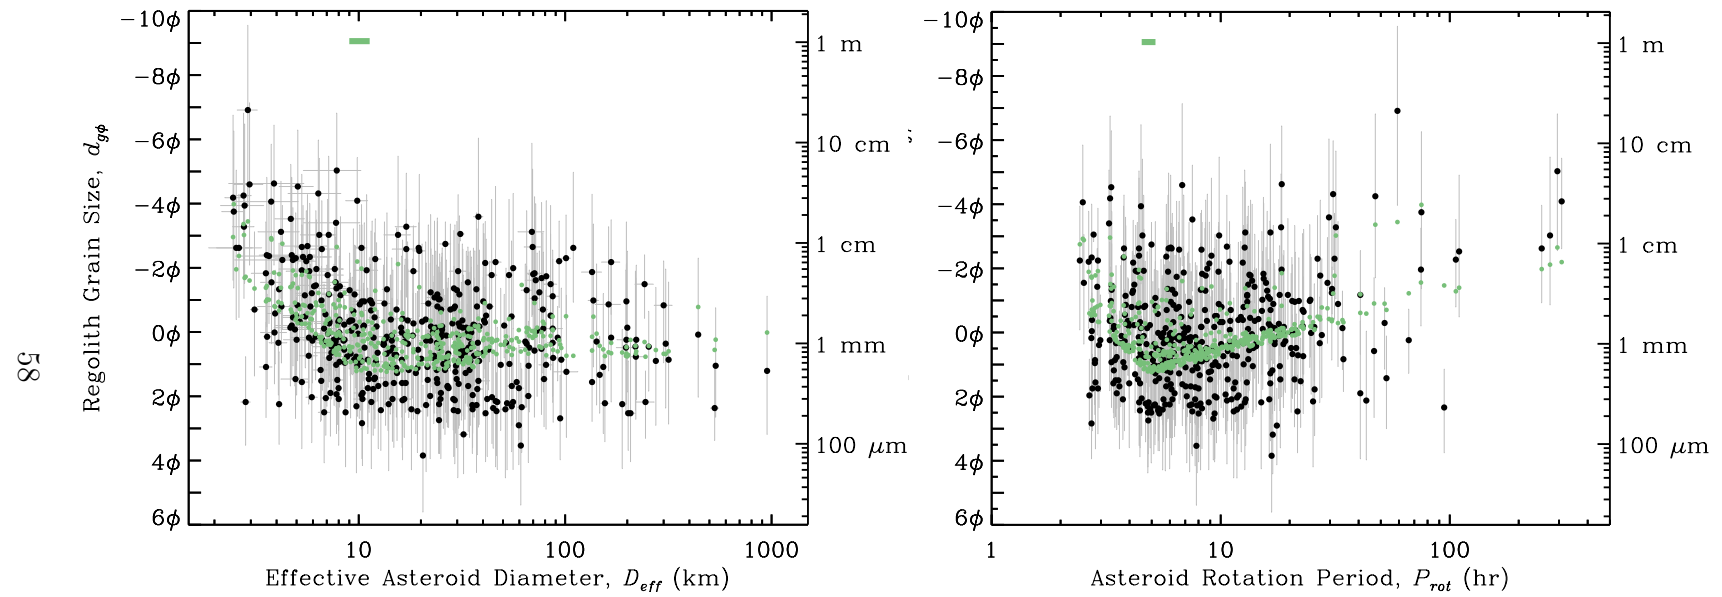 58
Regolith Grain Size, d_gϕ
-10ϕ
-8ϕ
-6ϕ
-4ϕ
-2ϕ
0ϕ
2ϕ
4ϕ
6ϕ
1 m
10 cm
1 cm
1 mm
100 μm
10 100 1000
Effective Asteroid Diameter, D_eff (km)
-10ϕ
-8ϕ
-6ϕ
-4ϕ
-2ϕ
0ϕ
2ϕ
4ϕ
6ϕ
1 m
10 cm
1 cm
1 mm
100 μm
1 10 100
Asteroid Rotation Period, P_rot (hr)